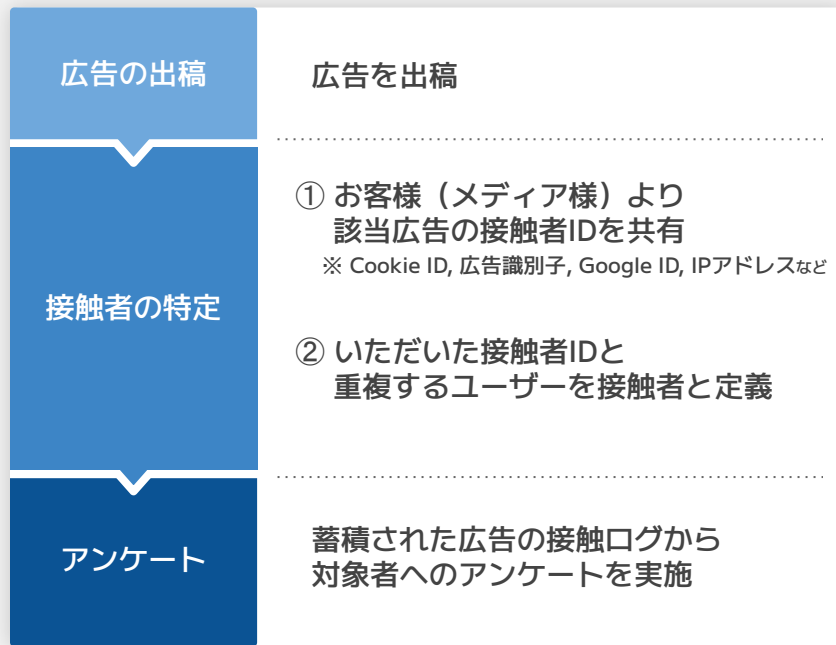 広告の出稿
広告を出稿
接触者の特定
① お客様（メディア様）より
該当広告の接触者IDを共有
※ Cookie ID, 広告識別子, Google ID, IPアドレスなど
② いただいた接触者IDと
重複するユーザーを接触者と定義
アンケート
蓄積された広告の接触ログから
対象者へのアンケートを実施